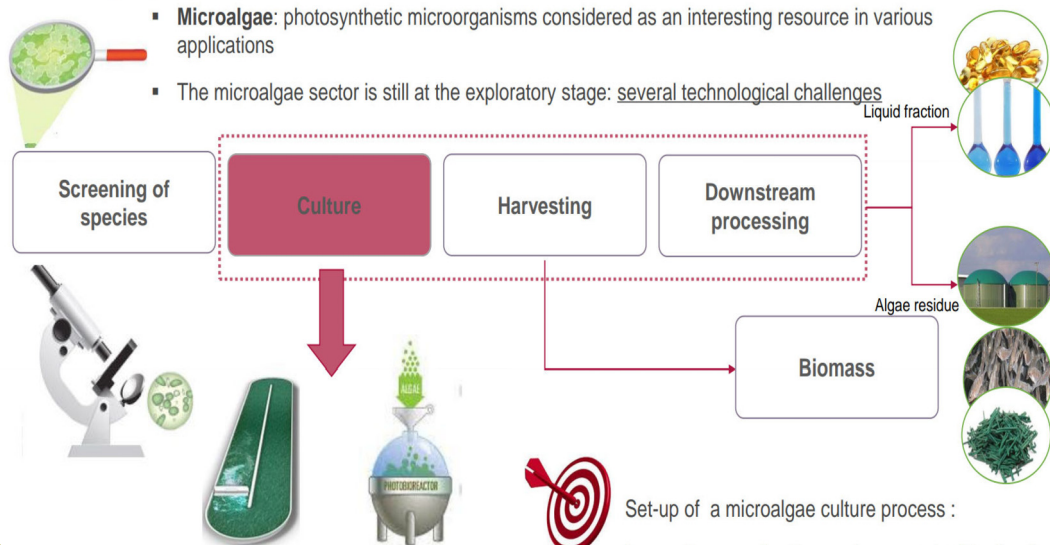 ▪ Microalgae: photosynthetic microorganisms considered as an interesting resource in various
applications
▪ The microalgae sector is still at the exploratory stage: several technological challenges
Liquid fraction
Screening of
species
Culture
Harvesting
Downstream
processing
Algae residue
Biomass
ALGAE
PHOTOBIOREACTOR
Set-up of a microalgae culture process :